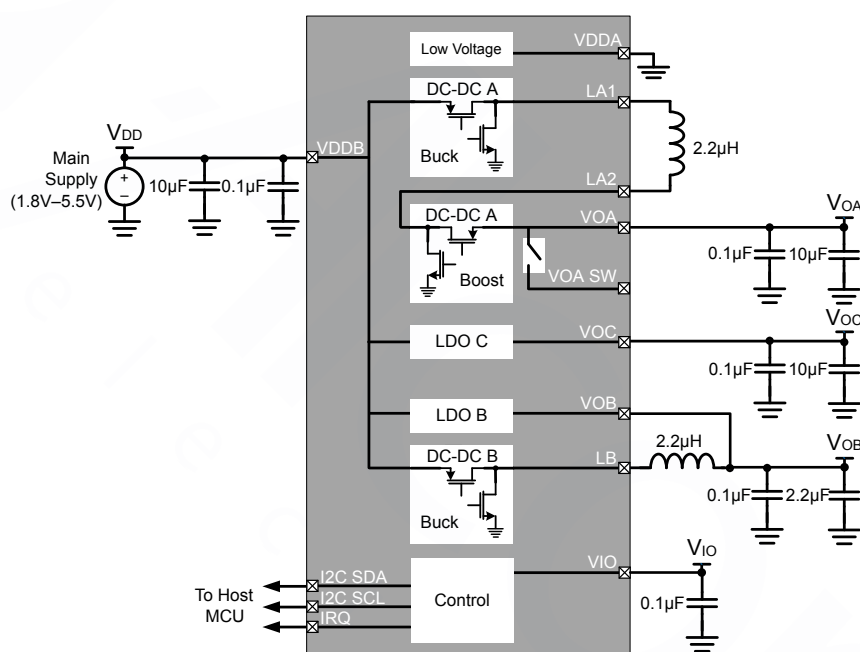 Low Voltage
VDDA
DC-DC A
LA1
Buck
2.2µH
VDD
VDDB
Main
Supply
(1.8V–5.5V)
+
–
10µF
0.1µF
LA2
DC-DC A
VOA
VOA
Boost
0.1µF
10µF
VOA SW
LDO C
VOC
VOC
0.1µF
10µF
LDO B
VOB
2.2µH
VOB
DC-DC B
LB
Buck
0.1µF
2.2µF
VIO
VIO
0.1µF
Control
I2C SDA
I2C SCL
IRQ
To Host
MCU